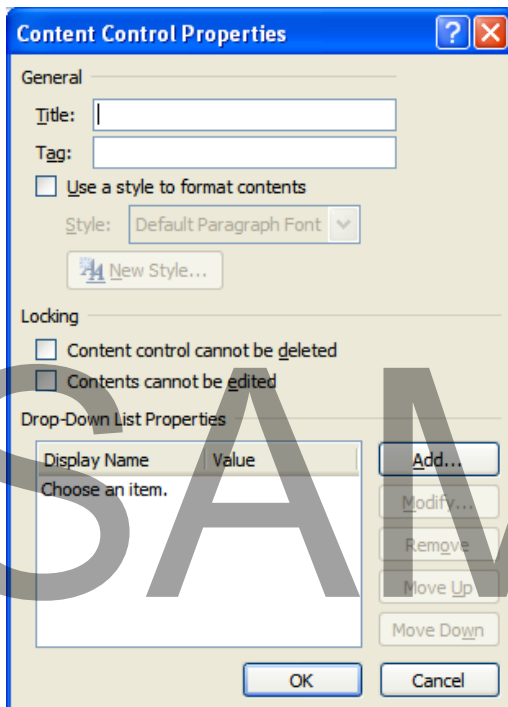 Content Control Properties
General
Title:
Tag:
Use a style to format contents
Style: Default Paragraph Font
New Style...
Locking
Content control cannot be deleted
Contents cannot be edited
Drop-Down List Properties
Display Name Value Add...
Choose an item.
Modify...
Remove
Move Up
Move Down
OK Cancel
SAM